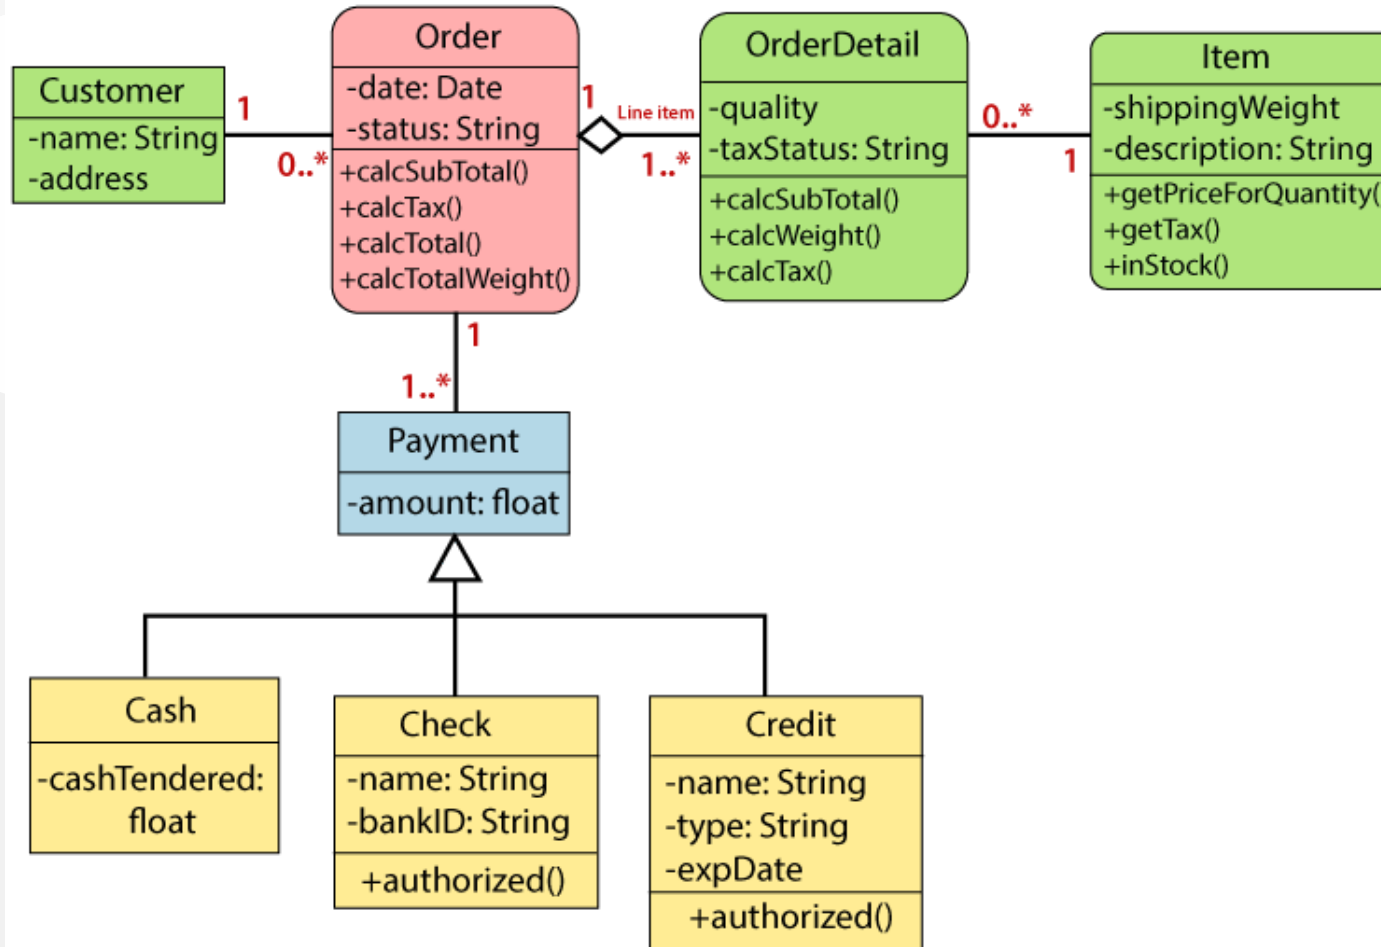 Customer
-name: String
-address
1
0..*
Order
-date: Date
-status: String
+calcSubTotal()
+calcTax()
+calcTotal()
+calcTotalWeight()
1
Line item
1..*
OrderDetail
-quality
-taxStatus: String
+calcSubTotal()
+calcWeight()
+calcTax()
0..*
1
Item
-shippingWeight
-description: String
+getPriceForQuantity(
+getTax()
+inStock()
1
1..*
Payment
-amount: float
Cash
-cashTendered:
float
Check
-name: String
-bankID: String
+authorized()
Credit
-name: String
-type: String
-expDate
+authorized()